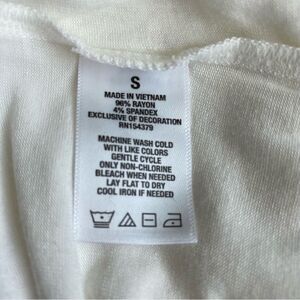 S
MADE IN VIETNAM
96% RAYON
4% SPANDEX
EXCLUSIVE OF DECORATION
RN154379
MACHINE WASH COLD
WITH LIKE COLORS
GENTLE CYCLE
ONLY NON-CHLORINE
BLEACH WHEN NEEDED
LAY FLAT TO DRY
COOL IRON IF NEEDED